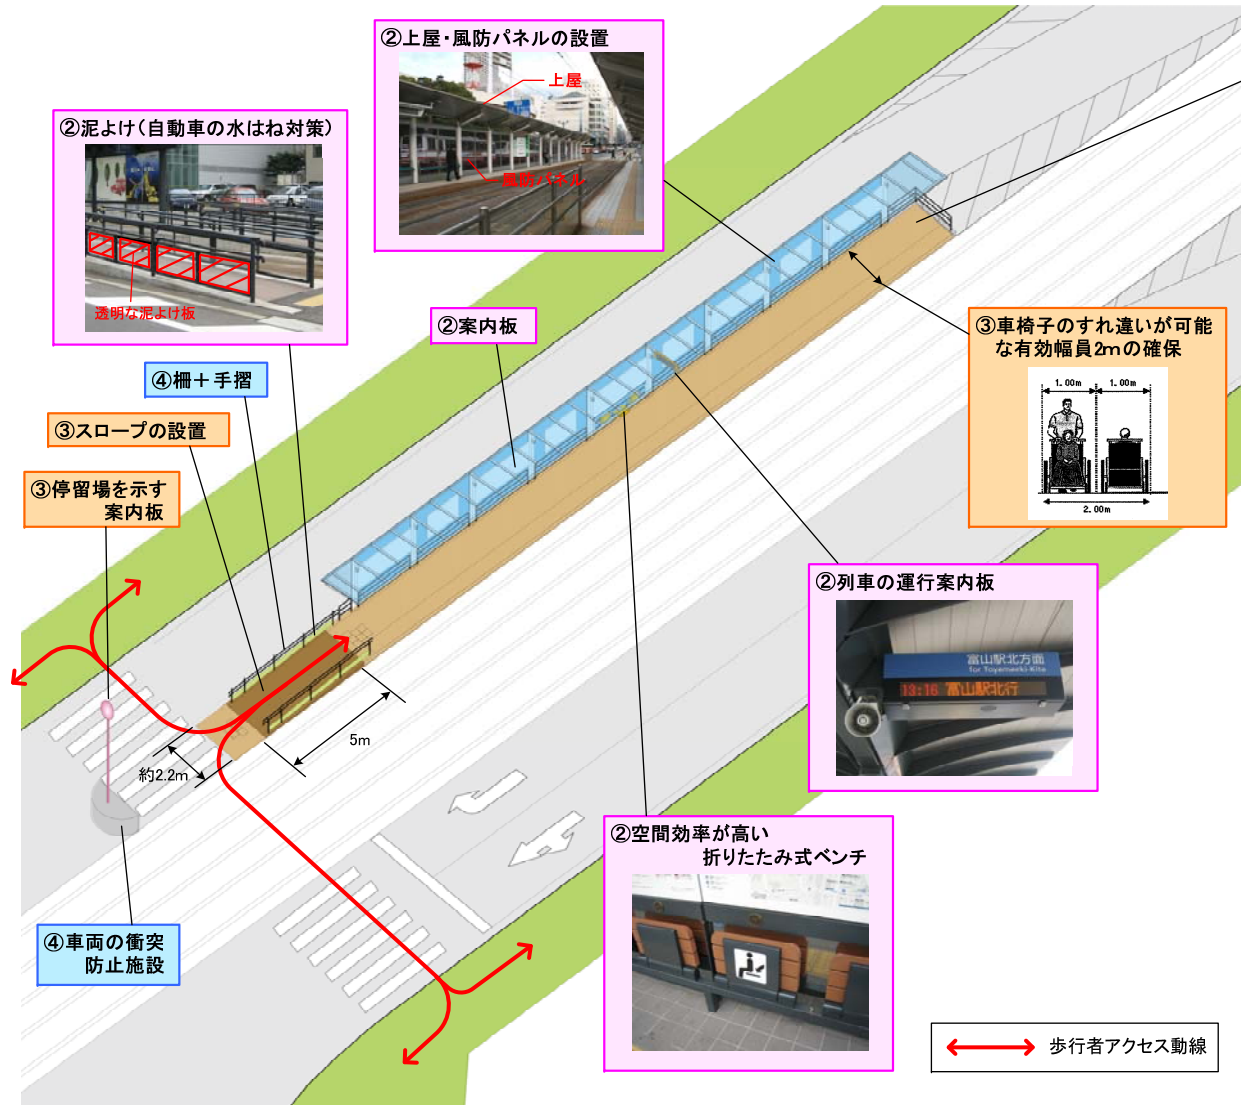 ②上屋・風防パネルの設置
上屋
風防パネル
②泥よけ(自動車の水はね対策)
透明な泥よけ板
②案内板
④柵＋手摺
③スロープの設置
③停留場を示す
案内板
③車椅子のすれ違いが可能
な有効幅員2mの確保
1.00m
1.00m
2.00m
②列車の運行案内板
富山駅北方面
for Toyamaeki-Kita
13:16 富山駅北行
5m
約2.2m
②空間効率が高い
折りたたみ式ベンチ
④車両の衝突
防止施設
歩行者アクセス動線